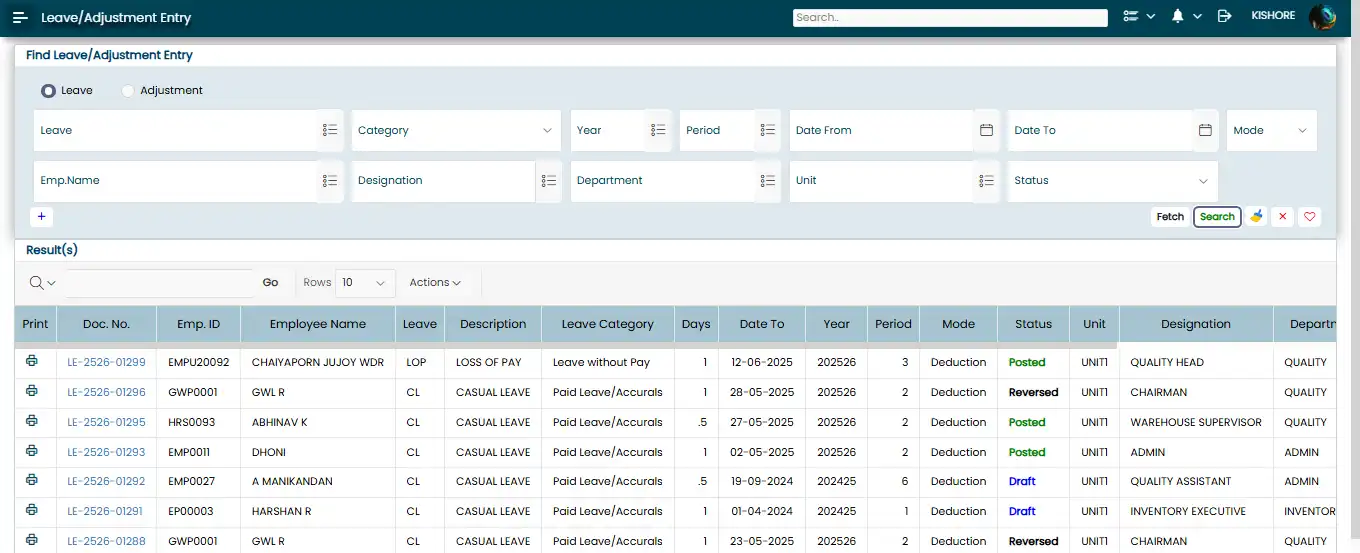 Leave/Adjustment Entry Search.. KISHORE
Find Leave/Adjustment Entry
Leave Adjustment
Leave Category Year Period Date From Date To Mode
Emp.Name Designation Department Unit Status
+ Fetch Search
Result(s)
Go Rows 10 Actions
Print Doc. No. Emp. ID Employee Name Leave Description Leave Category Days Date To Year Period Mode Status Unit Designation Departm
LE-2526-01299 EMPU20092 CHAIYAPORN JUJOY WDR LOP LOSS OF PAY Leave without Pay 1 12-06-2025 202526 3 Deduction Posted UNIT1 QUALITY HEAD QUALITY
LE-2526-01296 GWP0001 GWL R CL CASUAL LEAVE Paid Leave/Accurals 1 28-05-2025 202526 2 Deduction Reversed UNIT1 CHAIRMAN QUALITY
LE-2526-01295 HRS0093 ABHINAV K CL CASUAL LEAVE Paid Leave/Accurals .5 27-05-2025 202526 2 Deduction Posted UNIT1 WAREHOUSE SUPERVISOR QUALITY
LE-2526-01293 EMP0011 DHONI CL CASUAL LEAVE Paid Leave/Accurals 1 02-05-2025 202526 2 Deduction Posted UNIT1 ADMIN ADMIN
LE-2526-01292 EMP0027 A MANIKANDAN CL CASUAL LEAVE Paid Leave/Accurals .5 19-09-2024 202425 6 Deduction Draft UNIT1 QUALITY ASSISTANT ADMIN
LE-2526-01291 EP00003 HARSHAN R CL CASUAL LEAVE Paid Leave/Accurals 1 01-04-2024 202425 1 Deduction Draft UNIT1 INVENTORY EXECUTIVE INVENTOR
LE-2526-01288 GWP0001 GWL R CL CASUAL LEAVE Paid Leave/Accurals 1 23-05-2025 202526 2 Deduction Reversed UNIT1 CHAIRMAN QUALITY